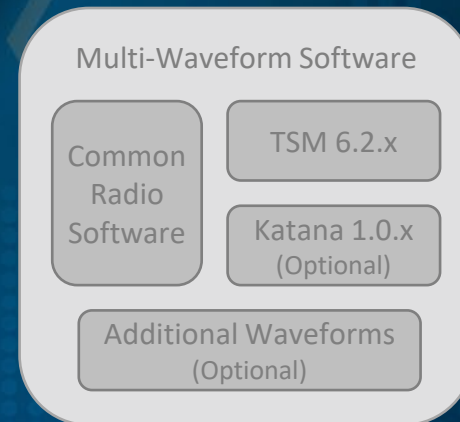 Multi-Waveform Software
Common
Radio
Software
TSM 6.2.x
Katana 1.0.x
(Optional)
Additional Waveforms
(Optional)